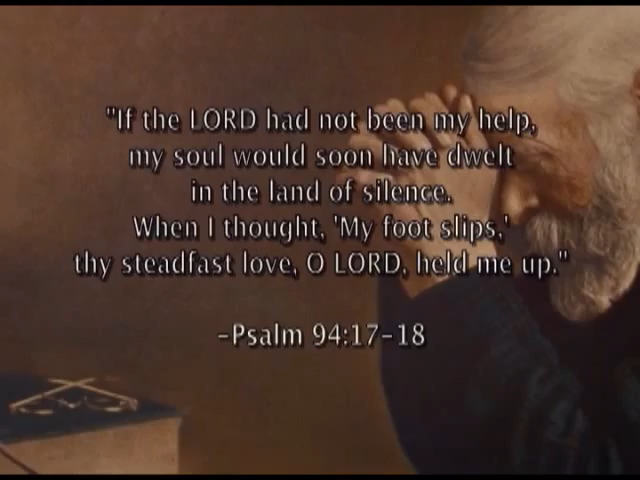 "If the LORD had not been my help,
my soul would soon have dwelt
in the land of silence.
When I thought, 'My foot slips,'
thy steadfast love, O LORD, held me up."
-Psalm 94:17-18